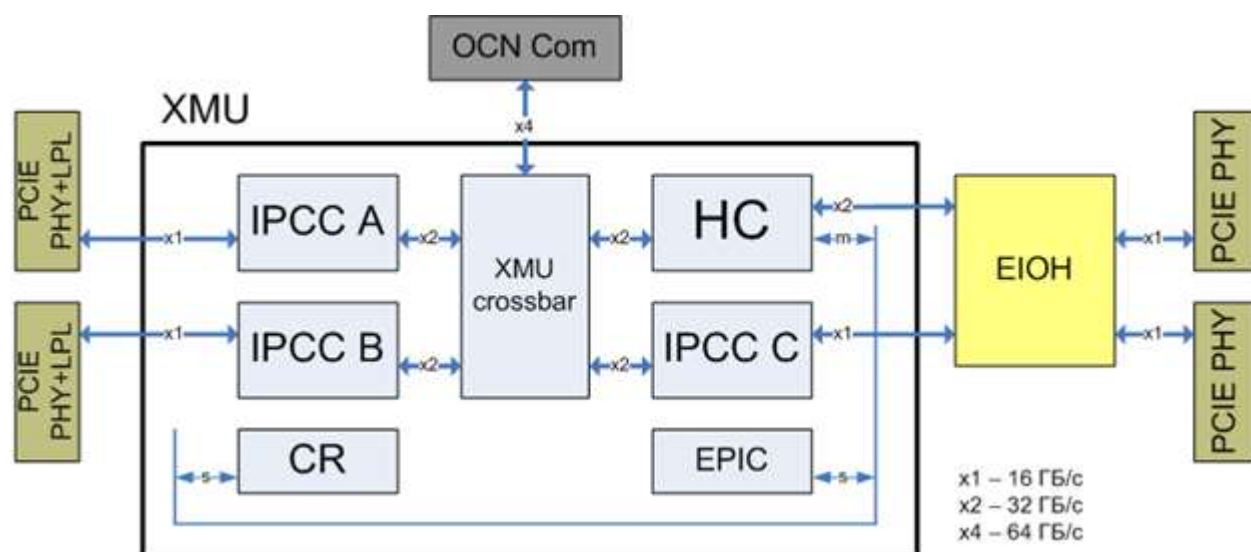 OCN Com
XMU
x4
PCIE
PHY+LPL
x1
IPCC A
x2
XMU
crossbar
x2
HC
x2
m
EIOH
x1
PCIE PHY
PCIE
PHY+LPL
x1
IPCC B
x2
x2
IPCC C
x1
x1
PCIE PHY
s
CR
EPIC
s
x1 – 16 ГБ/с
x2 – 32 ГБ/с
x4 – 64 ГБ/с